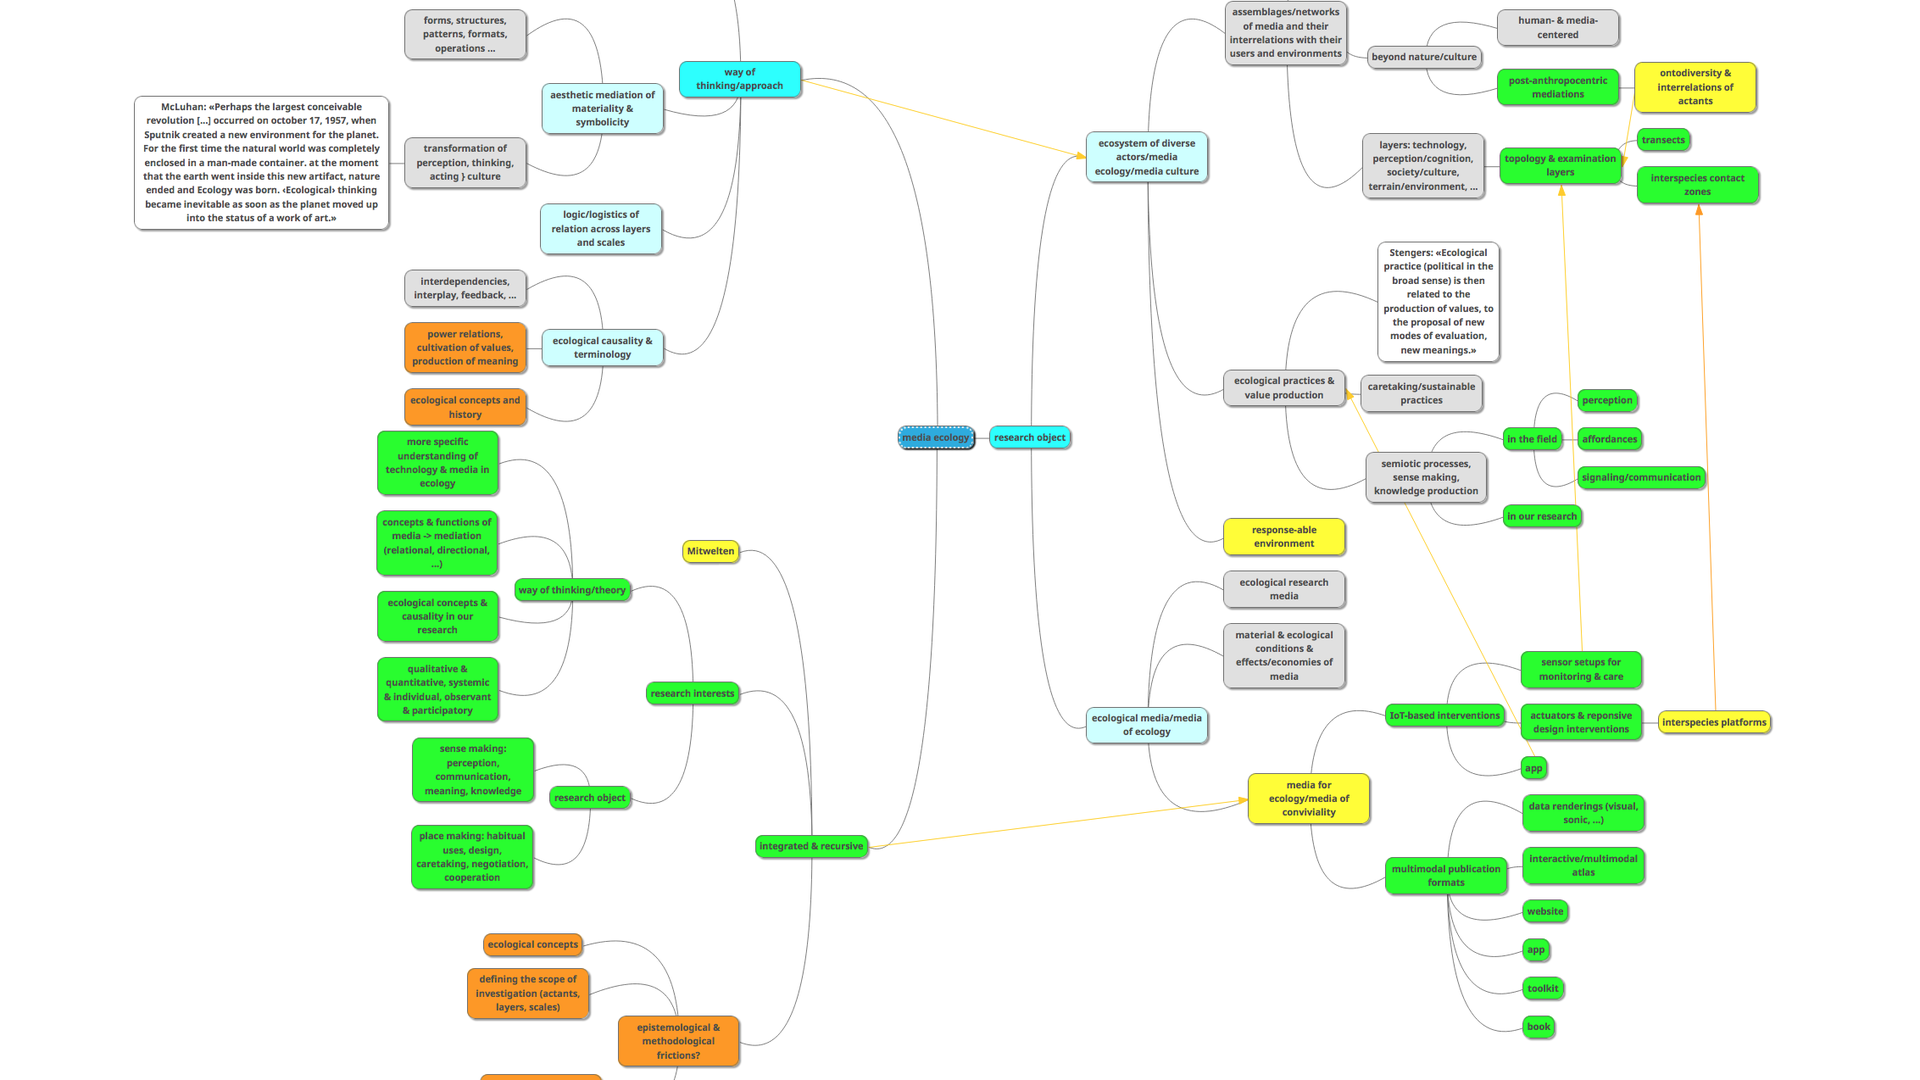 forms, structures,
patterns, formats,
operations ...
way of
thinking/approach
aesthetic mediation of
materiality &
symbolicity
McLuhan: «Perhaps the largest conceivable
revolution [...] occurred on october 17, 1957, when
Sputnik created a new environment for the planet.
For the first time the natural world was completely
enclosed in a man-made container. at the moment
that the earth went inside this new artifact, nature
ended and Ecology was born. ‹Ecological› thinking
became inevitable as soon as the planet moved up
into the status of a work of art.»
transformation of
perception, thinking,
acting } culture
logic/logistics of
relation across layers
and scales
interdependencies,
interplay, feedback, ...
power relations,
cultivation of values,
production of meaning
ecological causality &
terminology
ecological concepts and
history
more specific
understanding of
technology & media in
ecology
concepts & functions of
media -> mediation
(relational, directional,
...)
way of thinking/theory
ecological concepts &
causality in our
research
qualitative &
quantitative, systemic
& individual, observant
& participatory
Mitwelten
research interests
sense making:
perception,
communication,
meaning, knowledge
research object
place making: habitual
uses, design,
caretaking, negotiation,
cooperation
integrated & recursive
ecological concepts
defining the scope of
investigation (actants,
layers, scales)
epistemological &
methodological
frictions?
media ecology
research object
assemblages/networks
of media and their
interrelations with their
users and environments
beyond nature/culture
human- & media-
centered
post-anthropocentric
mediations
ontodiversity &
interrelations of
actants
ecosystem of diverse
actors/media
ecology/media culture
layers: technology,
perception/cognition,
society/culture,
terrain/environment, ...
topology & examination
layers
transects
interspecies contact
zones
Stengers: «Ecological
practice (political in the
broad sense) is then
related to the
production of values, to
the proposal of new
modes of evaluation,
new meanings.»
ecological practices &
value production
caretaking/sustainable
practices
semiotic processes,
sense making,
knowledge production
in the field
perception
affordances
signaling/communication
in our research
response-able
environment
ecological research
media
material & ecological
conditions &
effects/economies of
media
ecological media/media
of ecology
media for
ecology/media of
conviviality
IoT-based interventions
sensor setups for
monitoring & care
actuators & reponsive
design interventions
interspecies platforms
app
multimodal publication
formats
data renderings (visual,
sonic, ...)
interactive/multimodal
atlas
website
app
toolkit
book